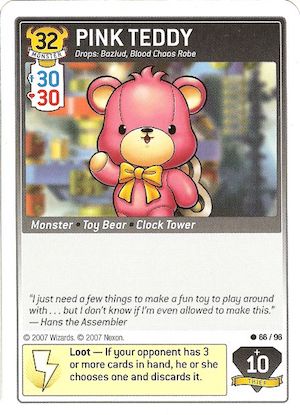 32
MONSTER
PINK TEDDY
Drops: Bazlud, Blood Chaos Robe
30
30
Monster • Toy Bear • Clock Tower
"I just need a few things to make a fun toy to play around
with . . . but I don't know if I'm even allowed to make this."
— Hans the Assembler
© 2007 Wizards. © 2007 Nexon.
66 / 96
Loot — If your opponent has 3
or more cards in hand, he or she
chooses one and discards it.
+
10
THIEF